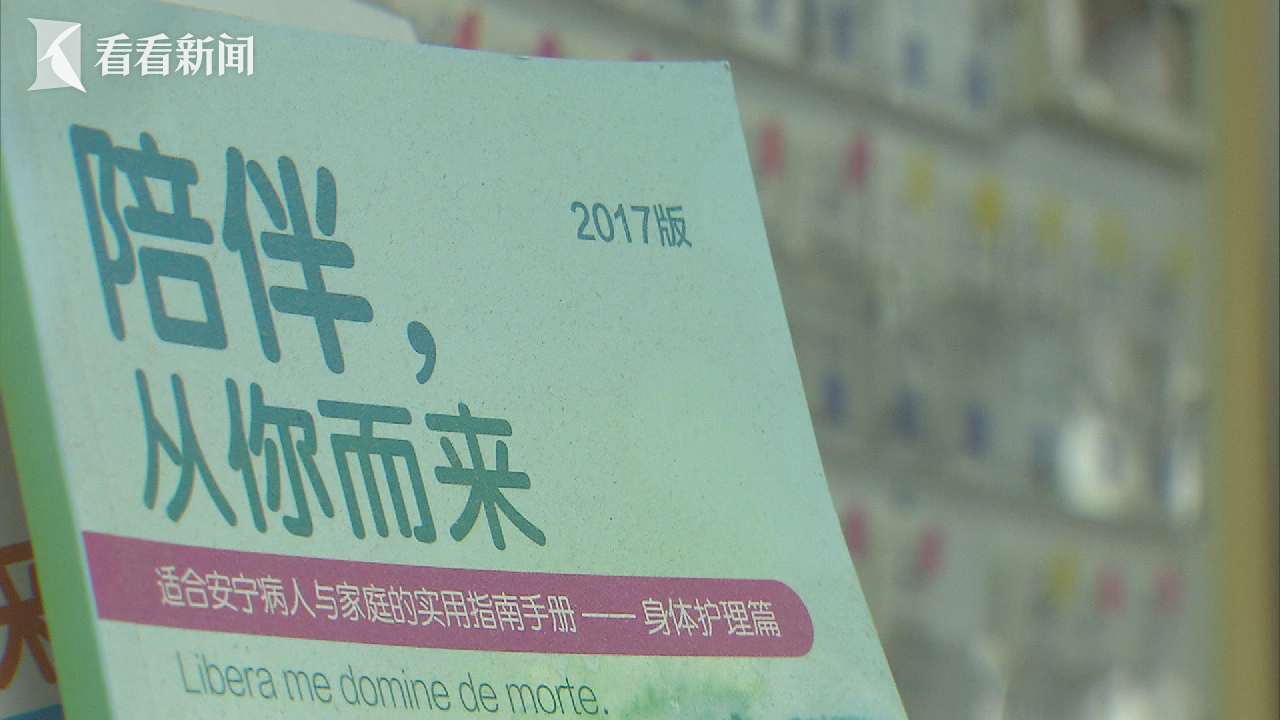 看看新闻
2017版
陪伴，
从你而来
适合安宁病人与家庭的实用指南手册 —— 身体护理篇
Libera me domine de morte.